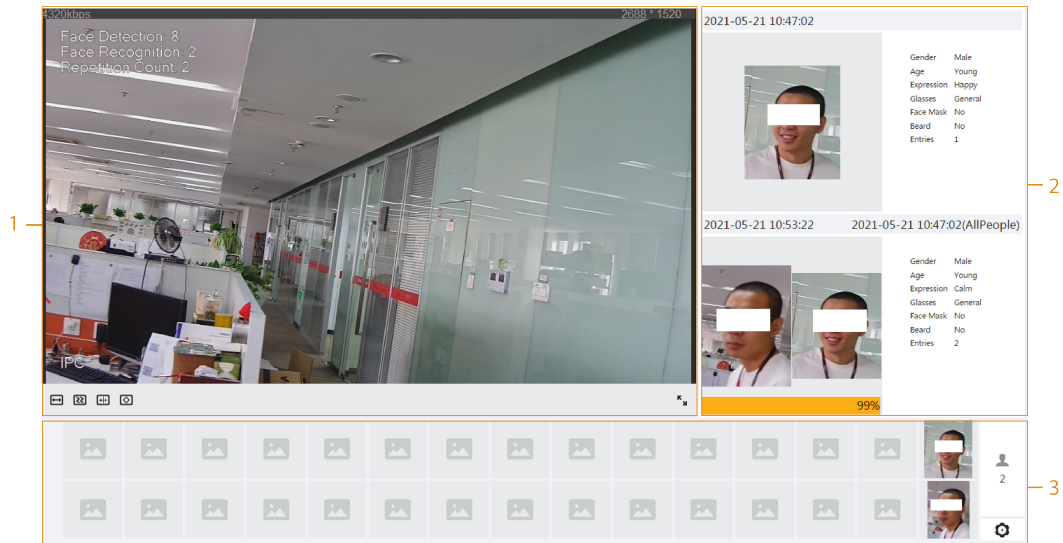 4320kbps
2688 * 1520
Face Detection: 8
Face Recognition: 2
Repetition Count: 2
IPC
1
2021-05-21 10:47:02
Gender Male
Age Young
Expression Happy
Glasses General
Face Mask No
Beard No
Entries 1
2
2021-05-21 10:53:22 2021-05-21 10:47:02(AllPeople)
Gender Male
Age Young
Expression Calm
Glasses General
Face Mask No
Beard No
Entries 2
99%
2
3